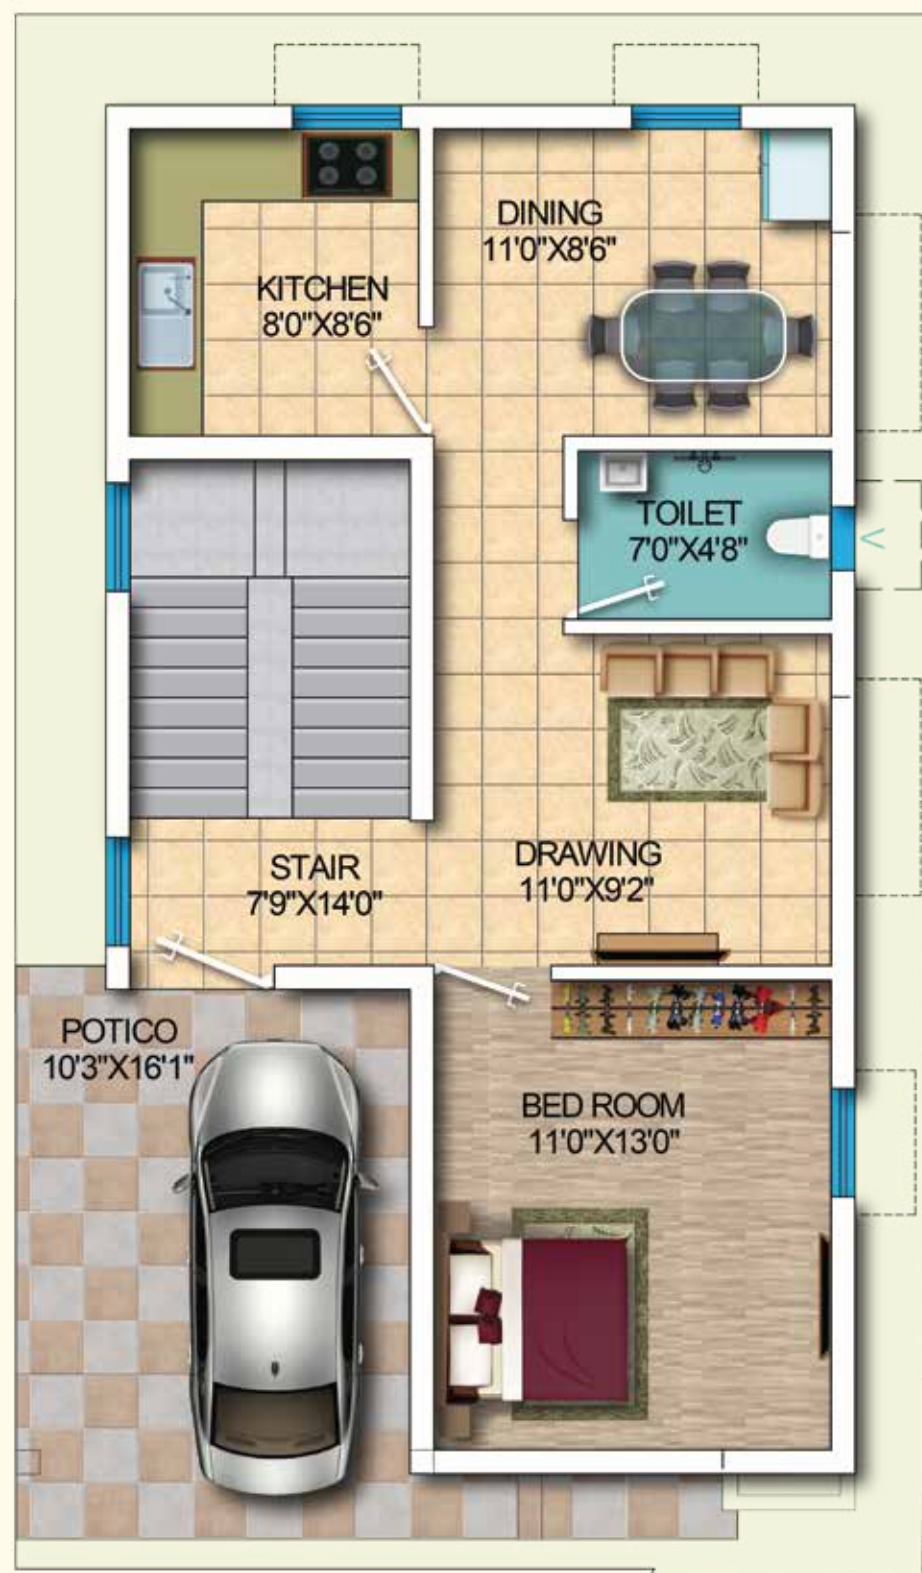 DINING
11'0"X8'6"
KITCHEN
8'0"X8'6"
TOILET
7'0"X4'8"
V
STAIR
7'9"X14'0"
DRAWING
11'0"X9'2"
POTICO
10'3"X16'1"
BED ROOM
11'0"X13'0"